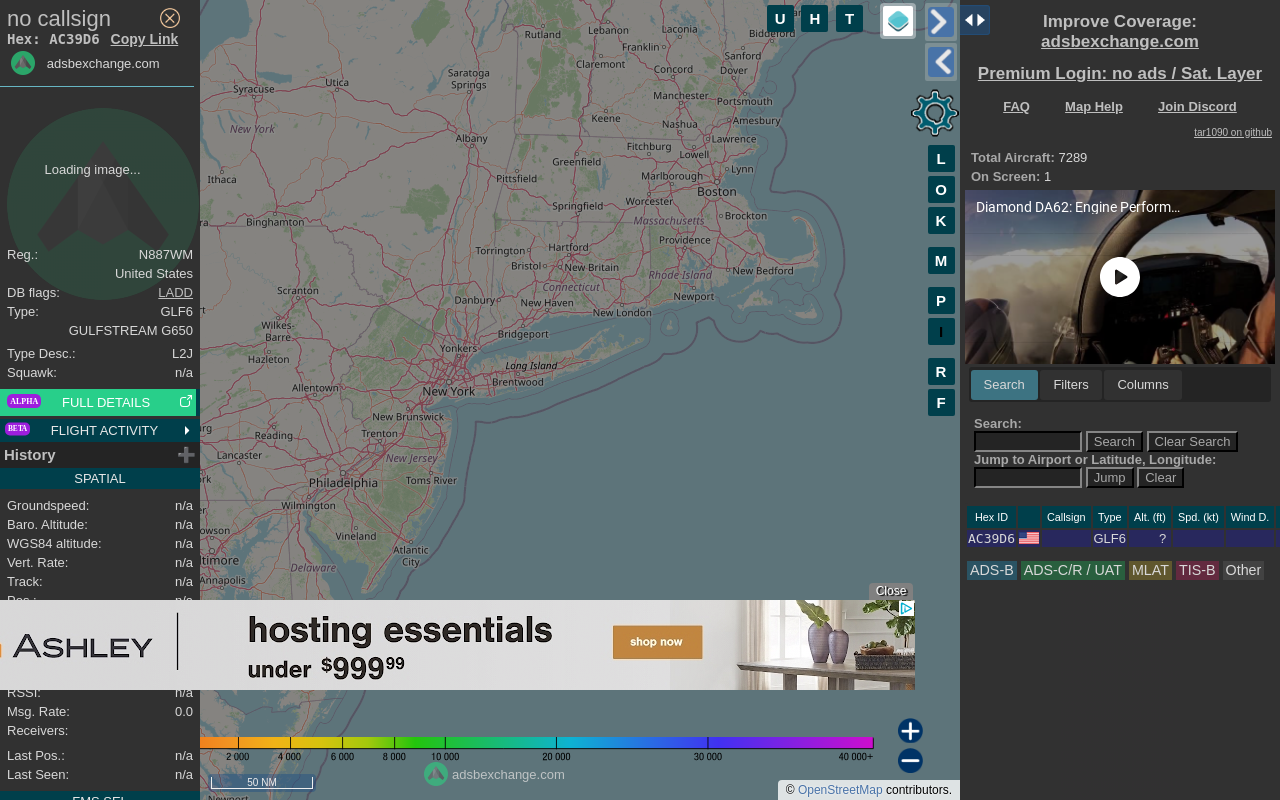 no callsign
Hex: AC39D6 Copy Link
adsbexchange.com
Loading image...
Reg.: N887WM
United States
DB flags: LADD
Type: GLF6
GULFSTREAM G650
Type Desc.: L2J
Squawk: n/a
ALPHA FULL DETAILS
BETA FLIGHT ACTIVITY
History
SPATIAL
Groundspeed: n/a
Baro. Altitude: n/a
WGS84 altitude: n/a
Vert. Rate: n/a
Track: n/a
Pos.: n/a
RSSI: n/a
Msg. Rate: 0.0
Receivers:
Last Pos.: n/a
Last Seen: n/a
FMS SEL
Rutland
Lebanon
Laconia
Franklin
Biddeford
Sanford
Claremont
Concord
Dover
Saratoga
Springs
Utica
Syracuse
Manchester
Portsmouth
Keene
Nashua
Amesbury
New York
Albany
Lawrence
Fitchburg
Lowell
Greenfield
Lynn
Ithaca
Pittsfield
Marlborough
Boston
Worcester
Springfield
Brockton
Binghamton
Massachusetts
Providence
Torrington
Hartford
Bristol
New Britain
New Bedford
Rhode Island
Connecticut
Scranton
Danbury
Newport
New Haven
New London
Wilkes-
Barre
Bridgeport
Yonkers
Hazleton
Long Island
Allentown
New York
Brentwood
New Brunswick
Reading
Trenton
Lancaster
New Jersey
Philadelphia
Toms River
Wilmington
Vineland
Atlantic
City
Annapolis
Delaware
U H T
L
O
K
M
P
I
R
F
Close
ASHLEY
hosting essentials
under $999 99
shop now
2 000 4 000 6 000 8 000 10 000 20 000 30 000 40 000+
50 NM
adsbexchange.com
© OpenStreetMap contributors.
Improve Coverage:
adsbexchange.com
Premium Login: no ads / Sat. Layer
FAQ Map Help Join Discord
tar1090 on github
Total Aircraft: 7289
On Screen: 1
Diamond DA62: Engine Perform...
Search Filters Columns
Search:
Search Clear Search
Jump to Airport or Latitude, Longitude:
Jump Clear
Hex ID Callsign Type Alt. (ft) Spd. (kt) Wind D.
AC39D6 GLF6 ?
ADS-B ADS-C/R / UAT MLAT TIS-B Other